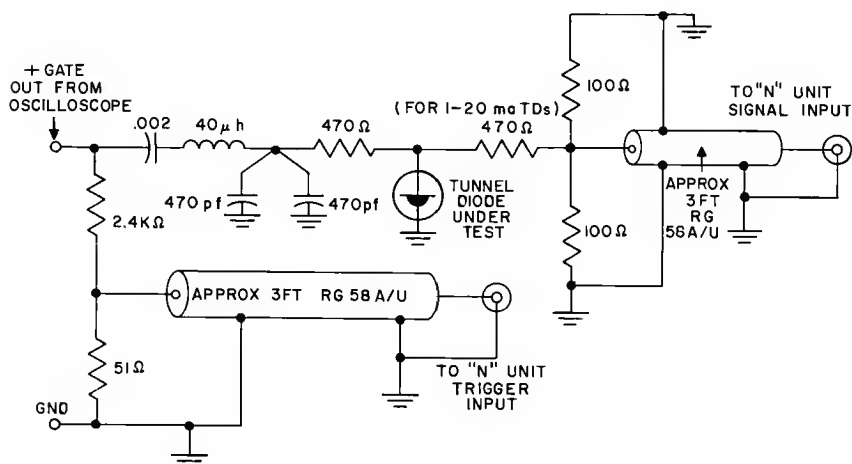 + GATE
OUT FROM
OSCILLOSCOPE
.002
40μh
470Ω
(FOR 1-20 ma TDs)
470Ω
100Ω
TO "N" UNIT
SIGNAL INPUT
470 pf
470pf
TUNNEL
DIODE
UNDER
TEST
APPROX
3FT
RG
58A/U
100Ω
2.4KΩ
APPROX 3FT RG 58 A/U
51Ω
TO "N" UNIT
TRIGGER
INPUT
GND